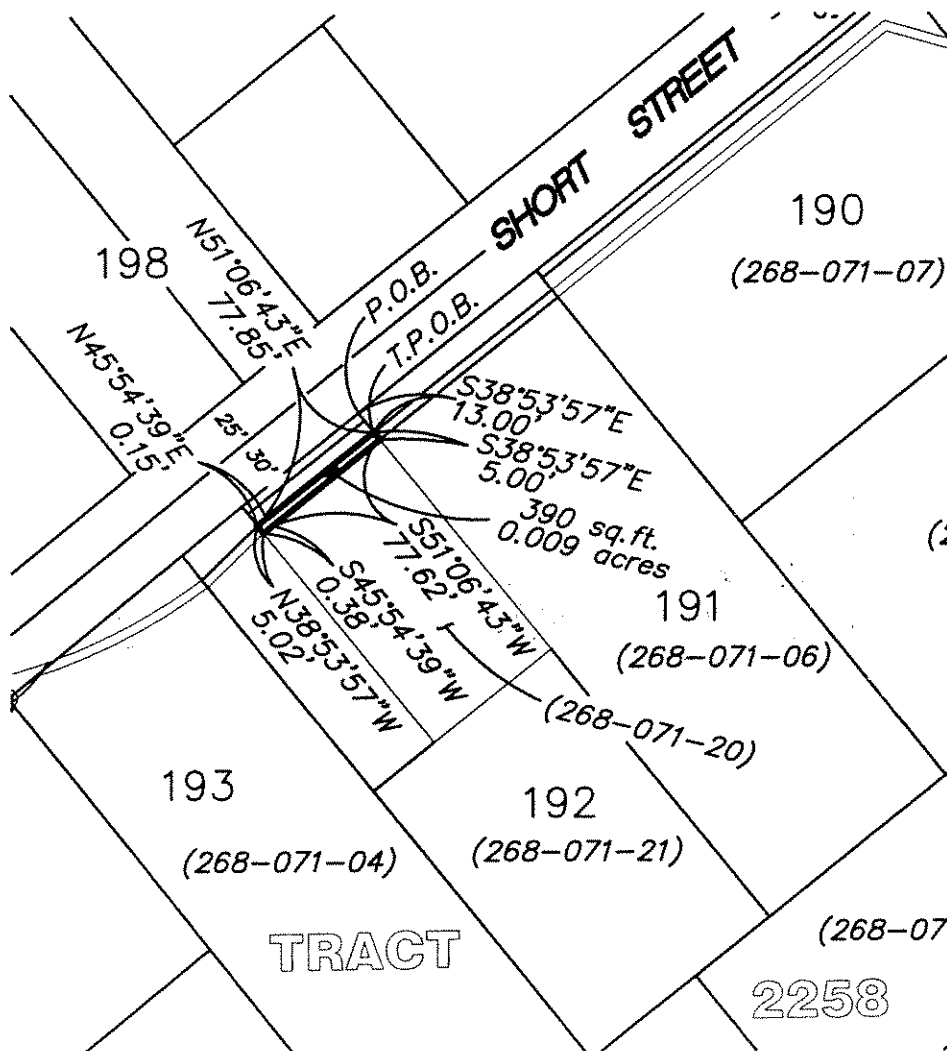 SHORT STREET
190
(268-071-07)
198
N51°06'43"E
77.85'
P.O.B.
T.P.O.B.
N45°54'39"E
0.15'
25'
30'
S38°53'57"E
13.00'
S38°53'57"E
5.00'
390 sq.ft.
0.009 acres
S51°06'43"W
77.62'
S45°54'39"W
0.38'
N38°53'57"W
5.02'
191
(268-071-06)
(268-071-20)
193
(268-071-04)
192
(268-071-21)
TRACT
(268-07
2258